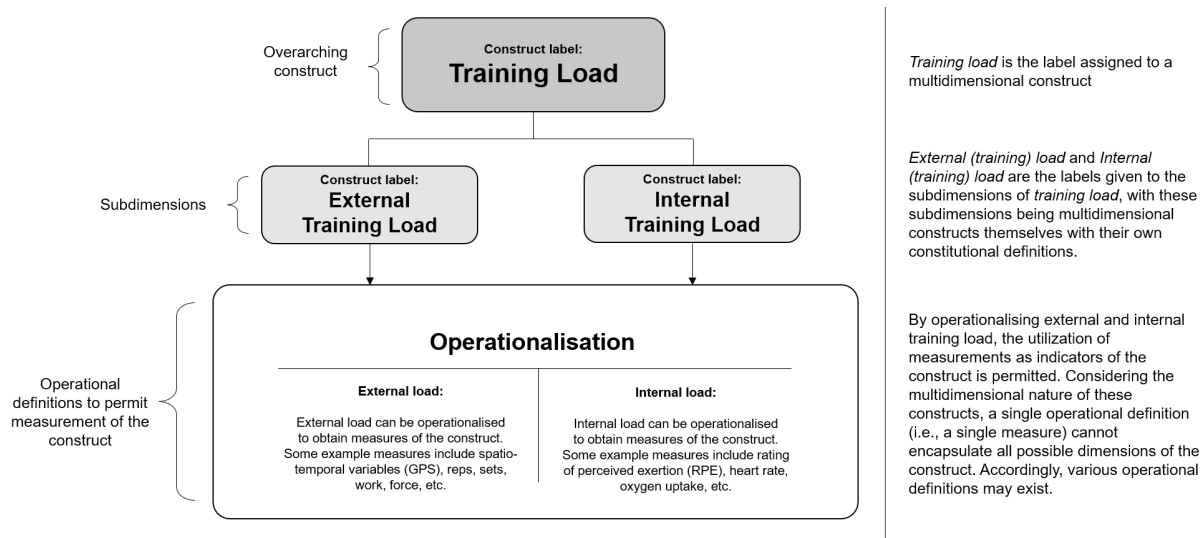 Overarching
construct
Construct label:
Training Load
Training load is the label assigned to a
multidimensional construct
Subdimensions
Construct label:
External
Training Load
Construct label:
Internal
Training Load
External (training) load and Internal
(training) load are the labels given to the
subdimensions of training load, with these
subdimensions being multidimensional
constructs themselves with their own
constitutional definitions.
Operational
definitions to permit
measurement of the
construct
Operationalisation
External load:
External load can be operationalised
to obtain measures of the construct.
Some example measures include spatio-
temporal variables (GPS), reps, sets,
work, force, etc.
Internal load:
Internal load can be operationalised
to obtain measures of the construct.
Some example measures include rating
of perceived exertion (RPE), heart rate,
oxygen uptake, etc.
By operationalising external and internal
training load, the utilization of
measurements as indicators of the
construct is permitted. Considering the
multidimensional nature of these
constructs, a single operational definition
(i.e., a single measure) cannot
encapsulate all possible dimensions of the
construct. Accordingly, various operational
definitions may exist.